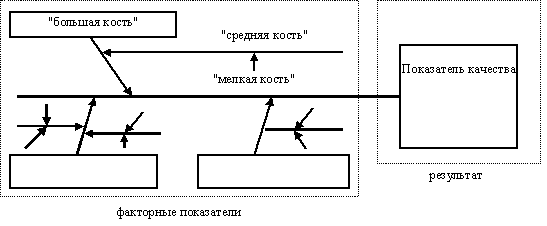 "большая кость"
"средняя кость"
"мелкая кость"
Показатель качества
результат
факторные показатели